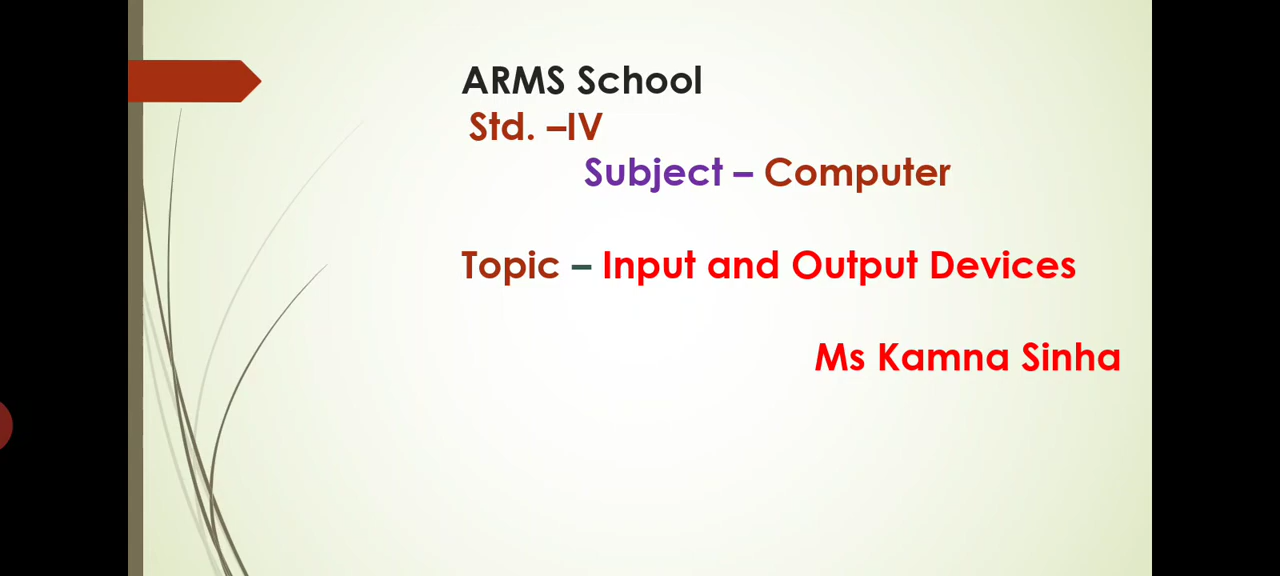 ARMS School
Std. –IV
Subject – Computer
Topic – Input and Output Devices
Ms Kamna Sinha